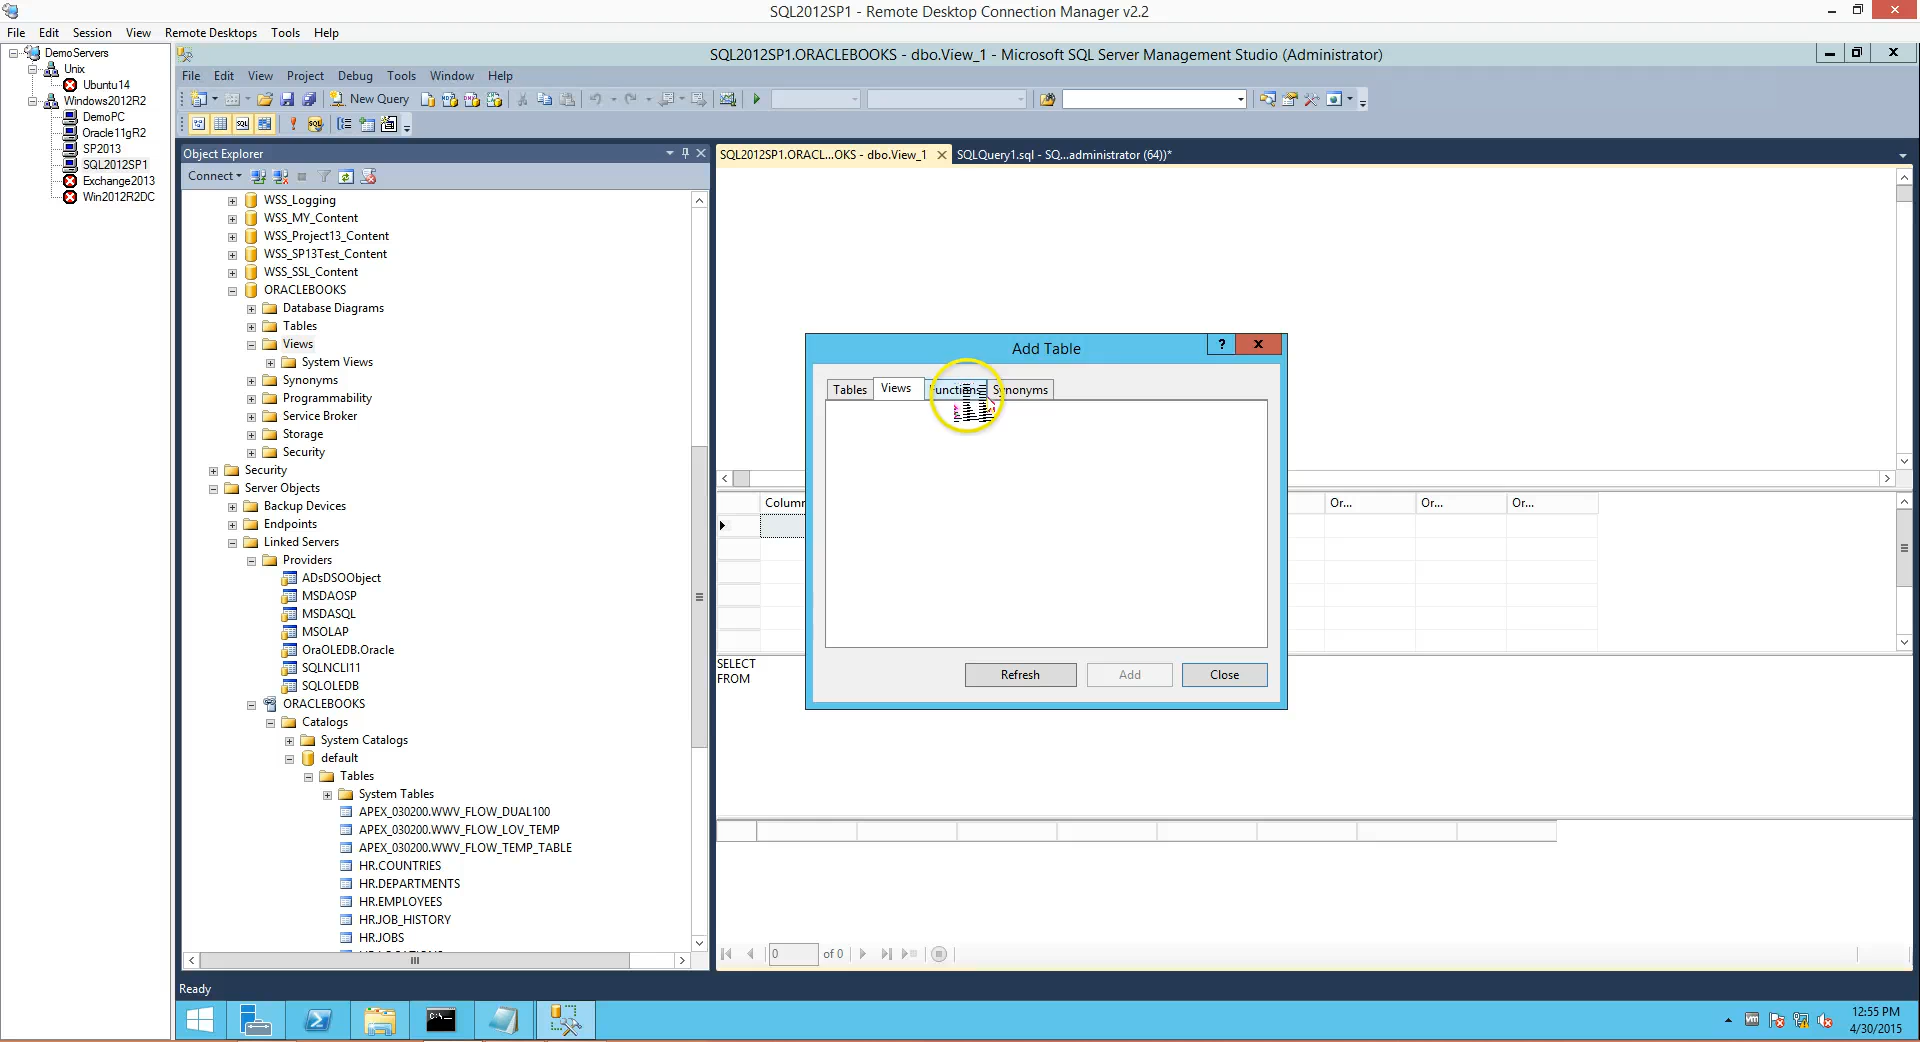 SQL2012SP1 - Remote Desktop Connection Manager v2.2
File Edit Session View Remote Desktops Tools Help
DemoServers
Unix
Ubuntu14
Windows2012R2
DemoPC
Oracle11gR2
SP2013
SQL2012SP1
Exchange2013
Win2012R2DC
SQL2012SP1.ORACLEBOOKS - dbo.View_1 - Microsoft SQL Server Management Studio (Administrator)
File Edit View Project Debug Tools Window Help
New Query
Object Explorer
Connect
WSS_Logging
WSS_MY_Content
WSS_Project13_Content
WSS_SP13Test_Content
WSS_SSL_Content
ORACLEBOOKS
Database Diagrams
Tables
Views
System Views
Synonyms
Programmability
Service Broker
Storage
Security
Security
Server Objects
Backup Devices
Endpoints
Linked Servers
Providers
ADsDSOObject
MSDAOSP
MSDASQL
MSOLAP
OraOLEDB.Oracle
SQLNCLI11
SQLOLEDB
ORACLEBOOKS
Catalogs
System Catalogs
default
Tables
System Tables
APEX_030200.WWV_FLOW_DUAL100
APEX_030200.WWV_FLOW_LOV_TEMP
APEX_030200.WWV_FLOW_TEMP_TABLE
HR.COUNTRIES
HR.DEPARTMENTS
HR.EMPLOYEES
HR.JOB_HISTORY
HR.JOBS
SQL2012SP1.ORACL...OKS - dbo.View_1
SQLQuery1.sql - SQ...administrator (64))*
Add Table
Tables Views Functions Synonyms
Refresh Add Close
Column Or... Or... Or...
SELECT
FROM
0 of 0
Ready
12:55 PM
4/30/2015